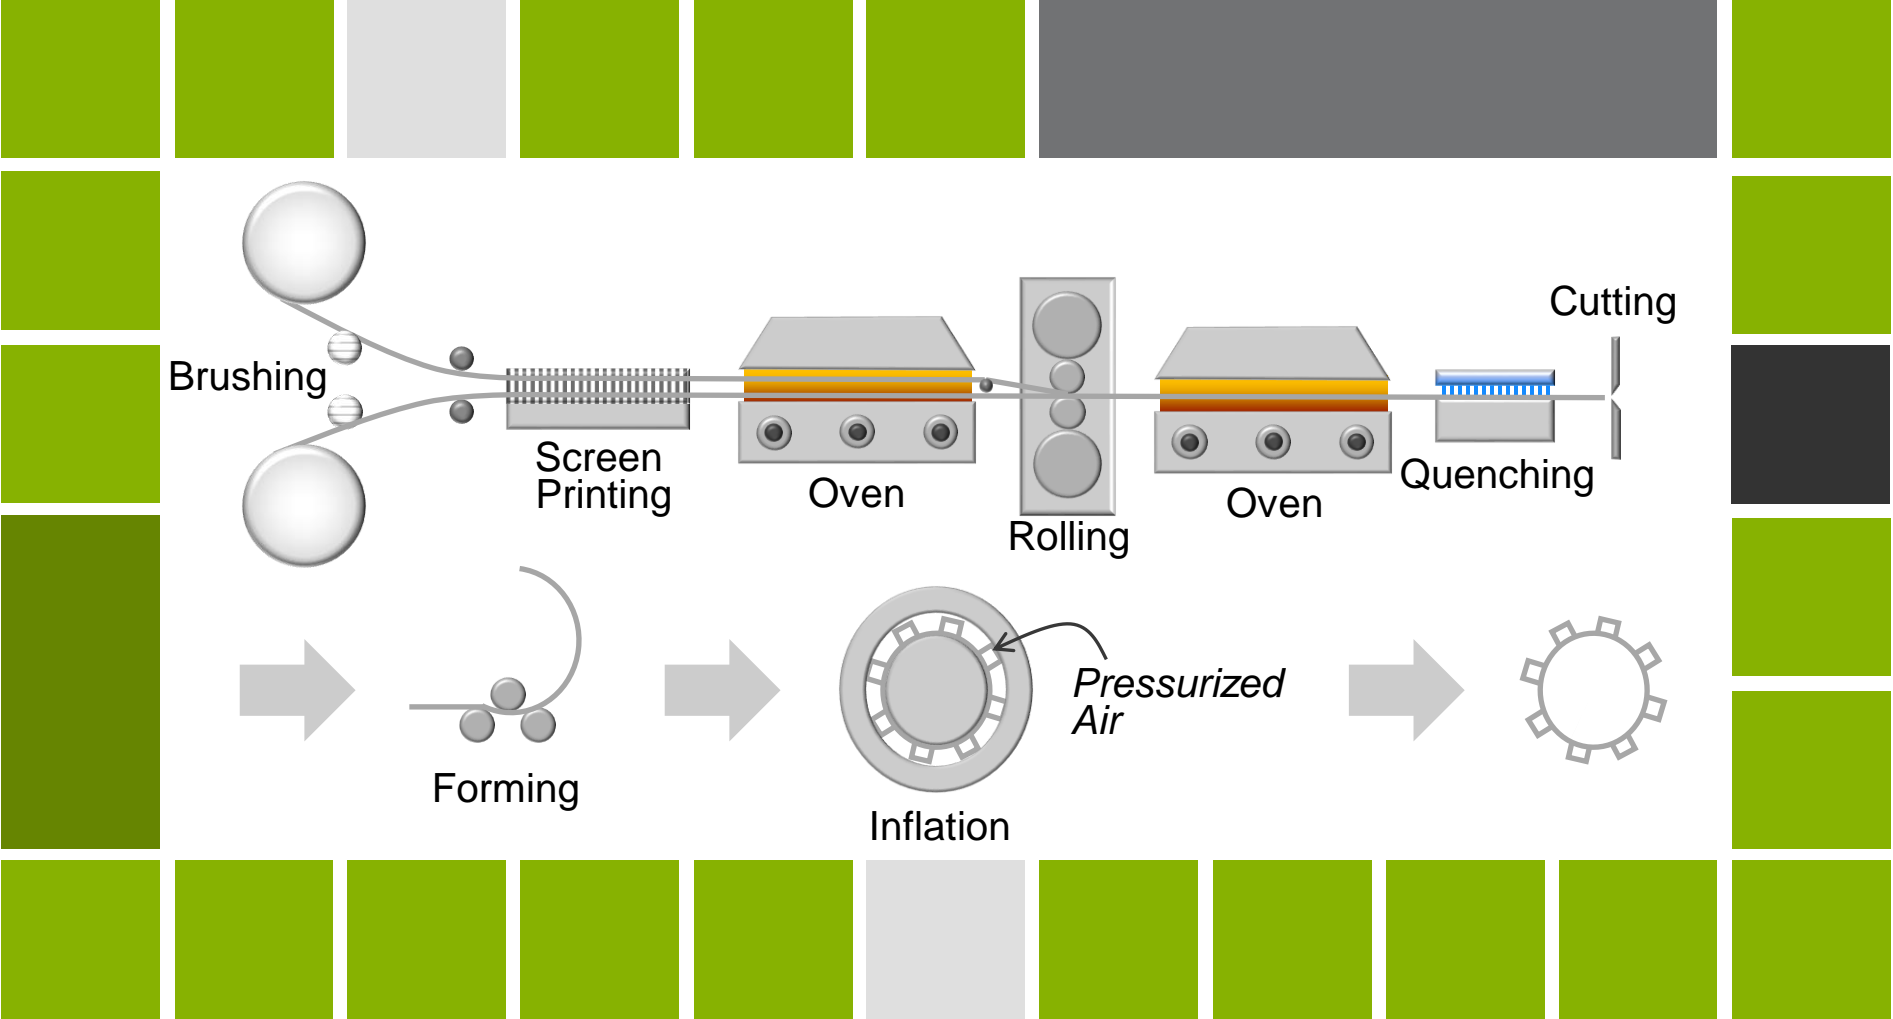 Cutting
Brushing
Screen
Printing
Oven
Rolling
Oven
Quenching
Pressurized
Air
Forming
Inflation